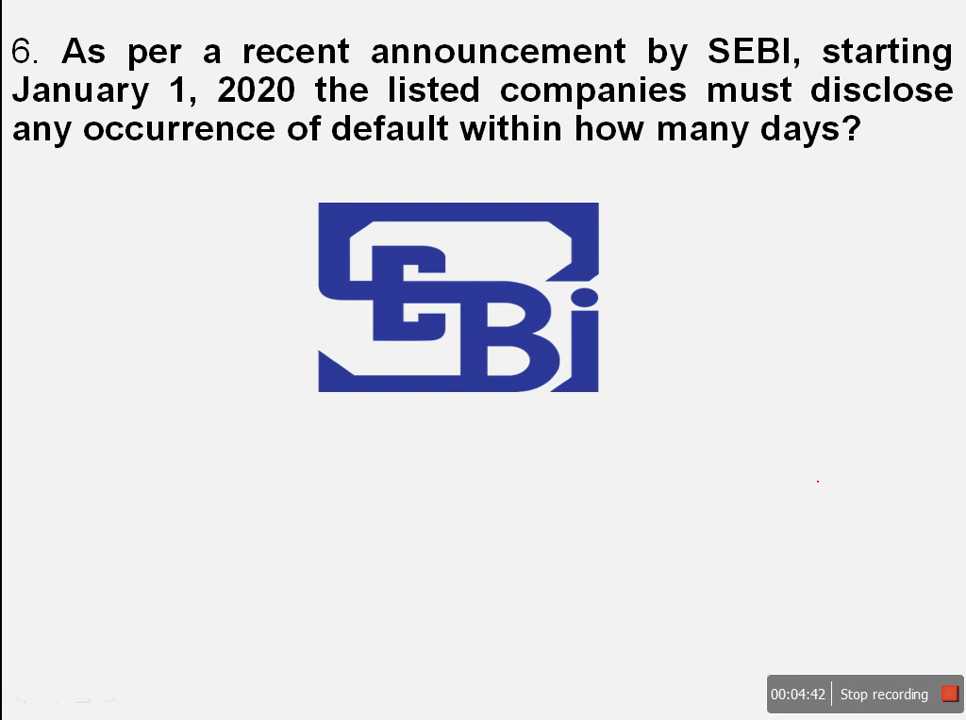 6. As per a recent announcement by SEBI, starting
January 1, 2020 the listed companies must disclose
any occurrence of default within how many days?
SEBi
00:04:42 Stop recording